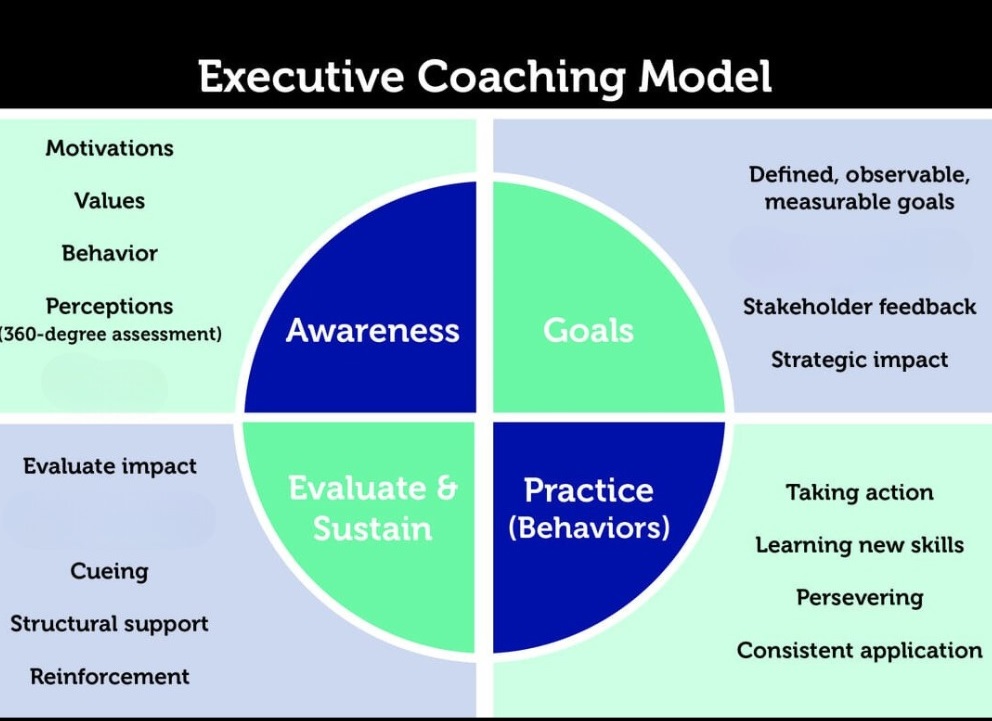 Executive Coaching Model
Motivations
Values
Behavior
Perceptions
(360-degree assessment)
Awareness
Goals
Defined, observable,
measurable goals
Stakeholder feedback
Strategic impact
Evaluate impact
Cueing
Structural support
Reinforcement
Evaluate &
Sustain
Practice
(Behaviors)
Taking action
Learning new skills
Persevering
Consistent application